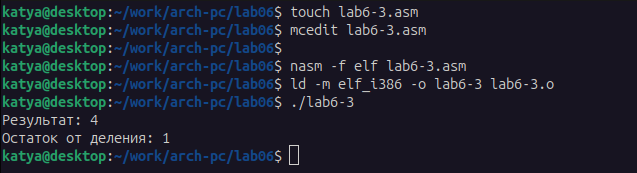 katya@desktop:~/work/arch-pc/lab06$ touch lab6-3.asm
katya@desktop:~/work/arch-pc/lab06$ mcedit lab6-3.asm
katya@desktop:~/work/arch-pc/lab06$
katya@desktop:~/work/arch-pc/lab06$ nasm -f elf lab6-3.asm
katya@desktop:~/work/arch-pc/lab06$ ld -m elf_i386 -o lab6-3 lab6-3.o
katya@desktop:~/work/arch-pc/lab06$ ./lab6-3
Результат: 4
Остаток от деления: 1
katya@desktop:~/work/arch-pc/lab06$